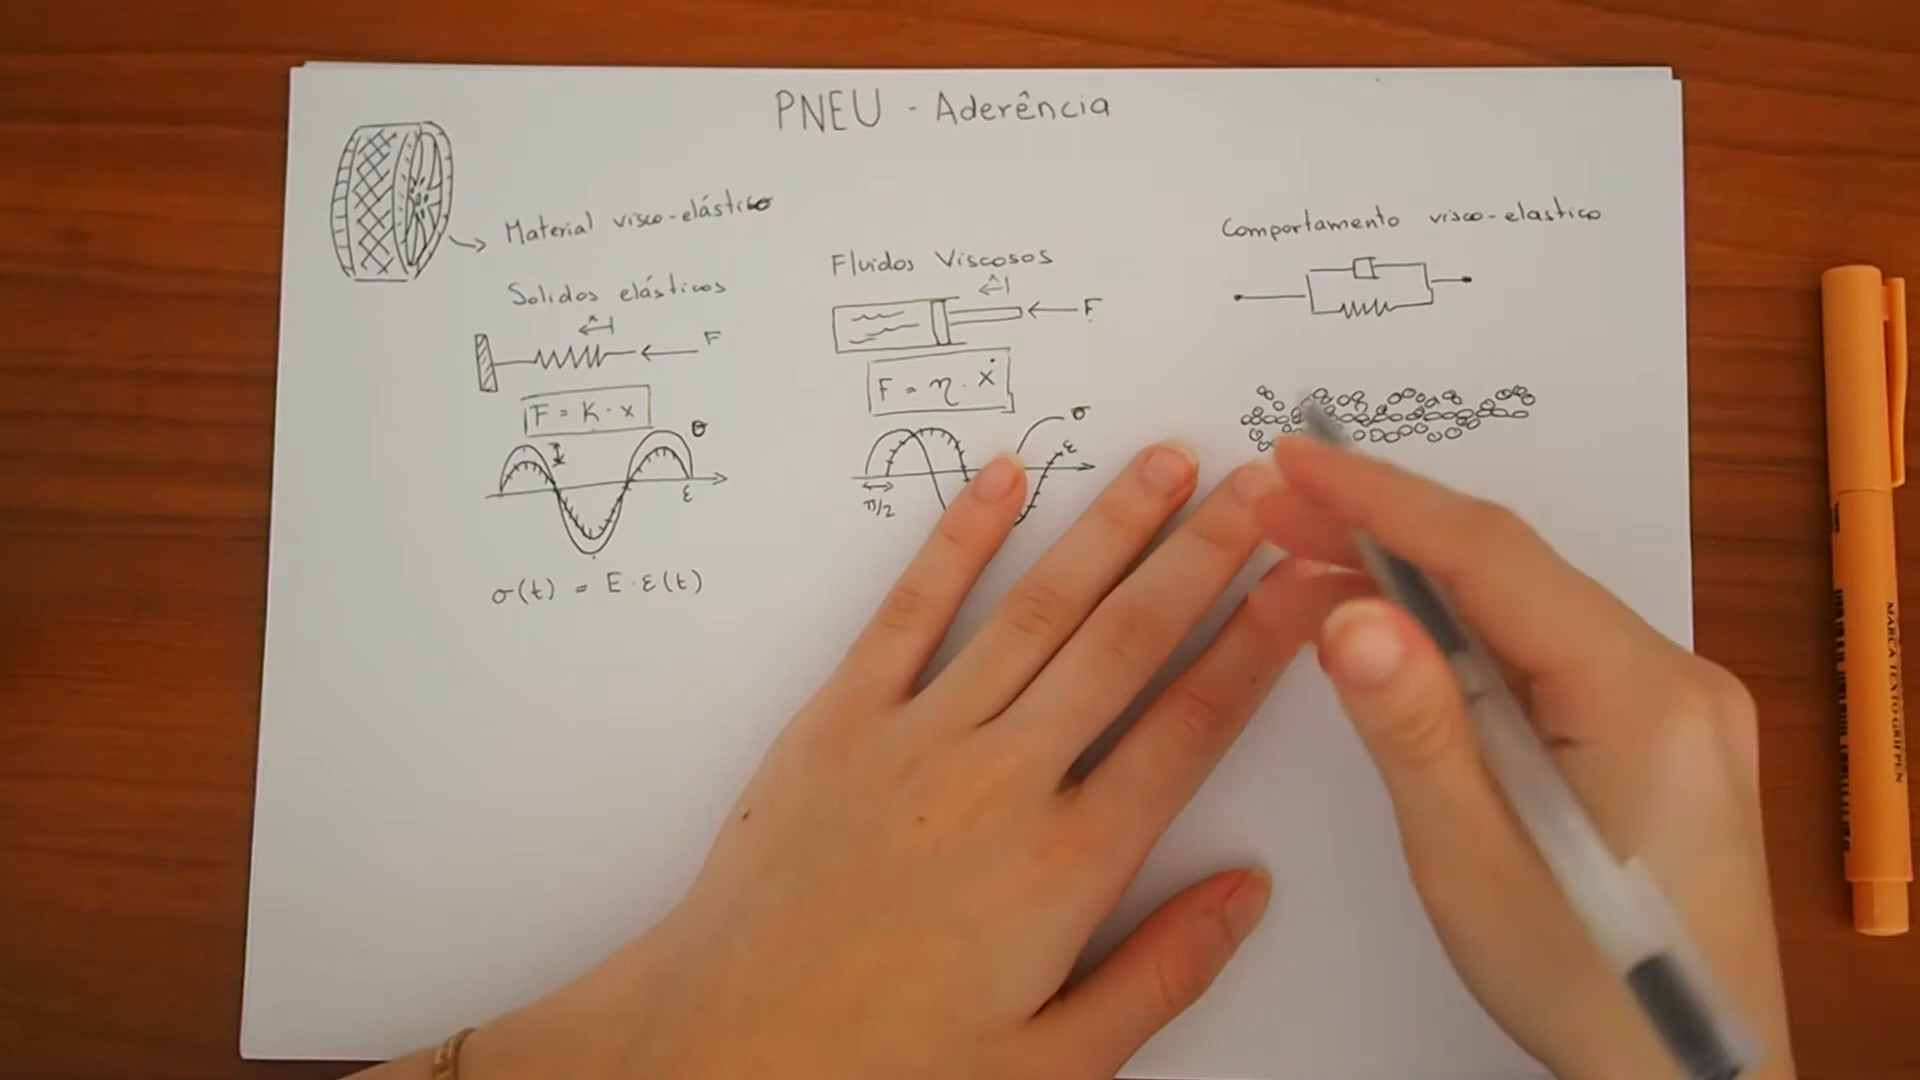 PNEU - Aderência
Material visco-elástico
Solidos elásticos
x
F
F = K · x
σ
ε
σ(t) = E · ε(t)
Fluidos Viscosos
x
F
F = η · ẋ
σ
ε
π/2
Comportamento visco-elastico
MARCA TEXTO GRIFPEN